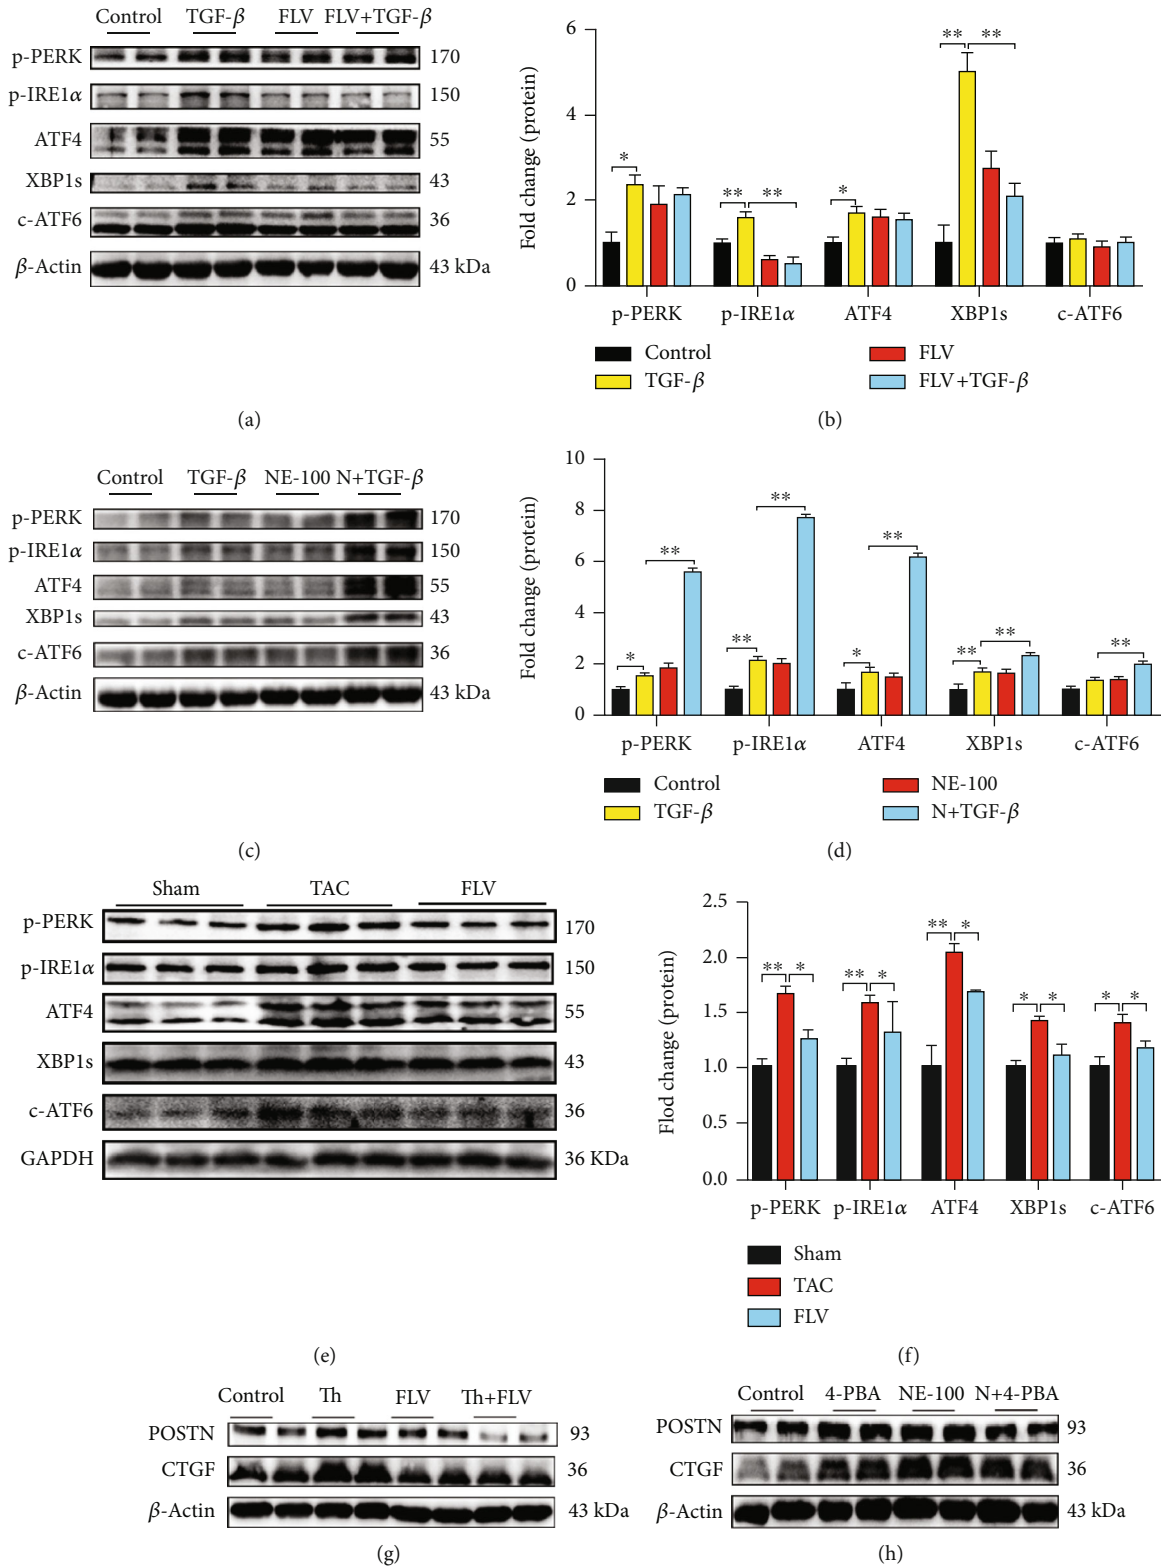 Control TGF-β FLV FLV+TGF-β
p-PERK 170
p-IRE1α 150
ATF4 55
XBP1s 43
c-ATF6 36
β-Actin 43 kDa
(a)
Fold change (protein)
6
4
2
0
** **
*
** **
*
p-PERK p-IRE1α ATF4 XBP1s c-ATF6
Control FLV
TGF-β FLV+TGF-β
(b)
Control TGF-β NE-100 N+TGF-β
p-PERK 170
p-IRE1α 150
ATF4 55
XBP1s 43
c-ATF6 36
β-Actin 43 kDa
(c)
Fold change (protein)
10
8
6
4
2
0
**
**
**
** **
* ** * **
p-PERK p-IRE1α ATF4 XBP1s c-ATF6
Control NE-100
TGF-β N+TGF-β
(d)
Sham TAC FLV
p-PERK 170
p-IRE1α 150
ATF4 55
XBP1s 43
c-ATF6 36
GAPDH 36 KDa
(e)
Flod change (protein)
2.5
2.0
1.5
1.0
0.5
0.0
** *
** * ** *
* * * *
p-PERK p-IRE1α ATF4 XBP1s c-ATF6
Sham
TAC
FLV
(f)
Control Th FLV Th+FLV
POSTN 93
CTGF 36
β-Actin 43 kDa
(g)
Control 4-PBA NE-100 N+4-PBA
POSTN 93
CTGF 36
β-Actin 43 kDa
(h)